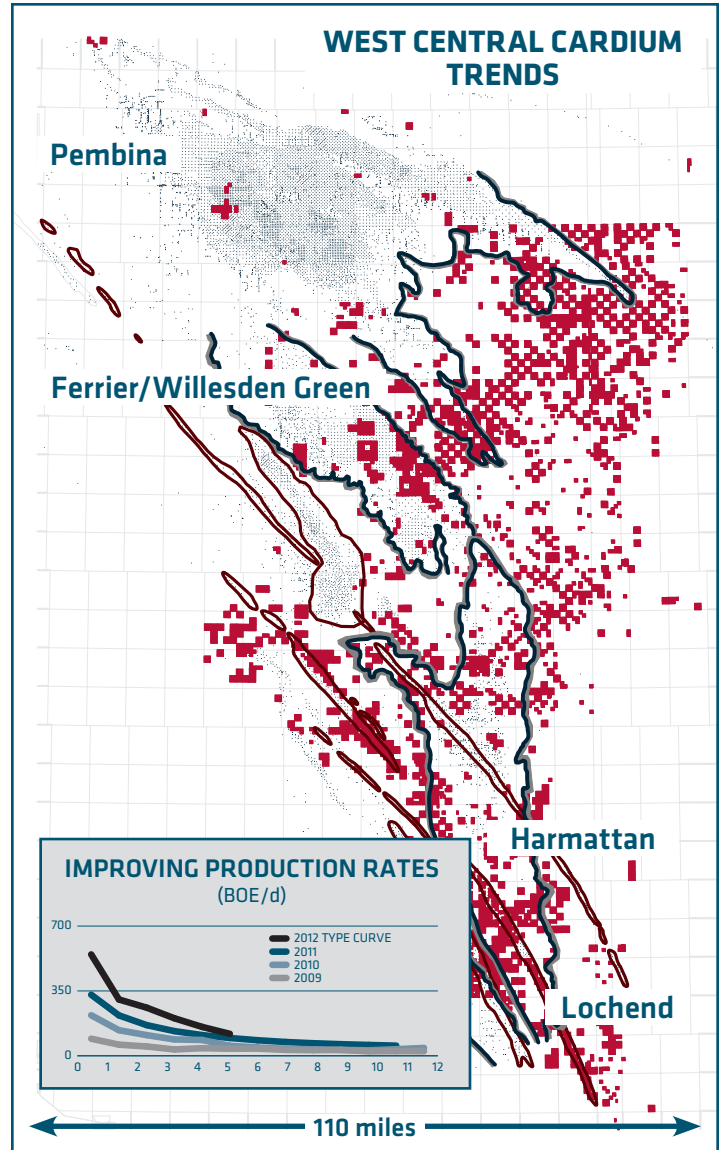 WEST CENTRAL CARDIUM
TRENDS
Pembina
Ferrier/Willesden Green
Harmattan
Lochend
IMPROVING PRODUCTION RATES
(BOE/d)
700
350
0
2012 TYPE CURVE
2011
2010
2009
0 1 2 3 4 5 6 7 8 9 10 11 12
110 miles